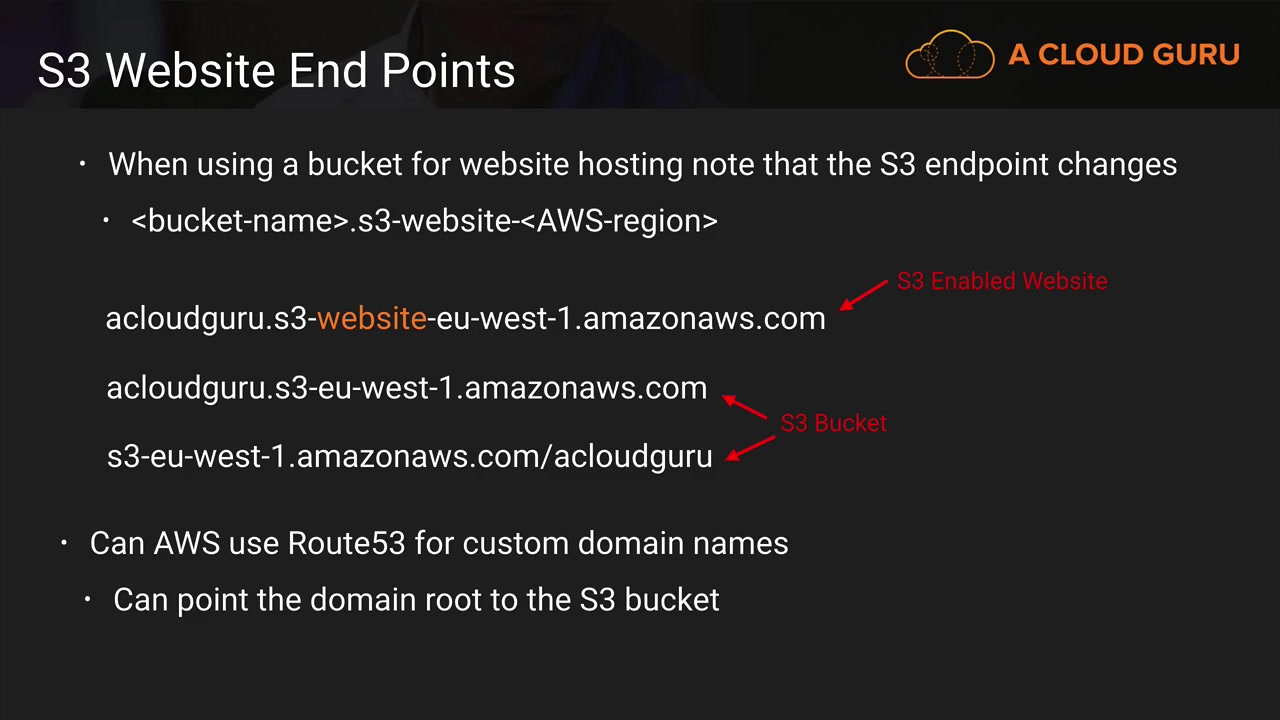 S3 Website End Points
A CLOUD GURU
• When using a bucket for website hosting note that the S3 endpoint changes
• <bucket-name>.s3-website-<AWS-region>
S3 Enabled Website
acloudguru.s3-website-eu-west-1.amazonaws.com
acloudguru.s3-eu-west-1.amazonaws.com
S3 Bucket
s3-eu-west-1.amazonaws.com/acloudguru
• Can AWS use Route53 for custom domain names
• Can point the domain root to the S3 bucket